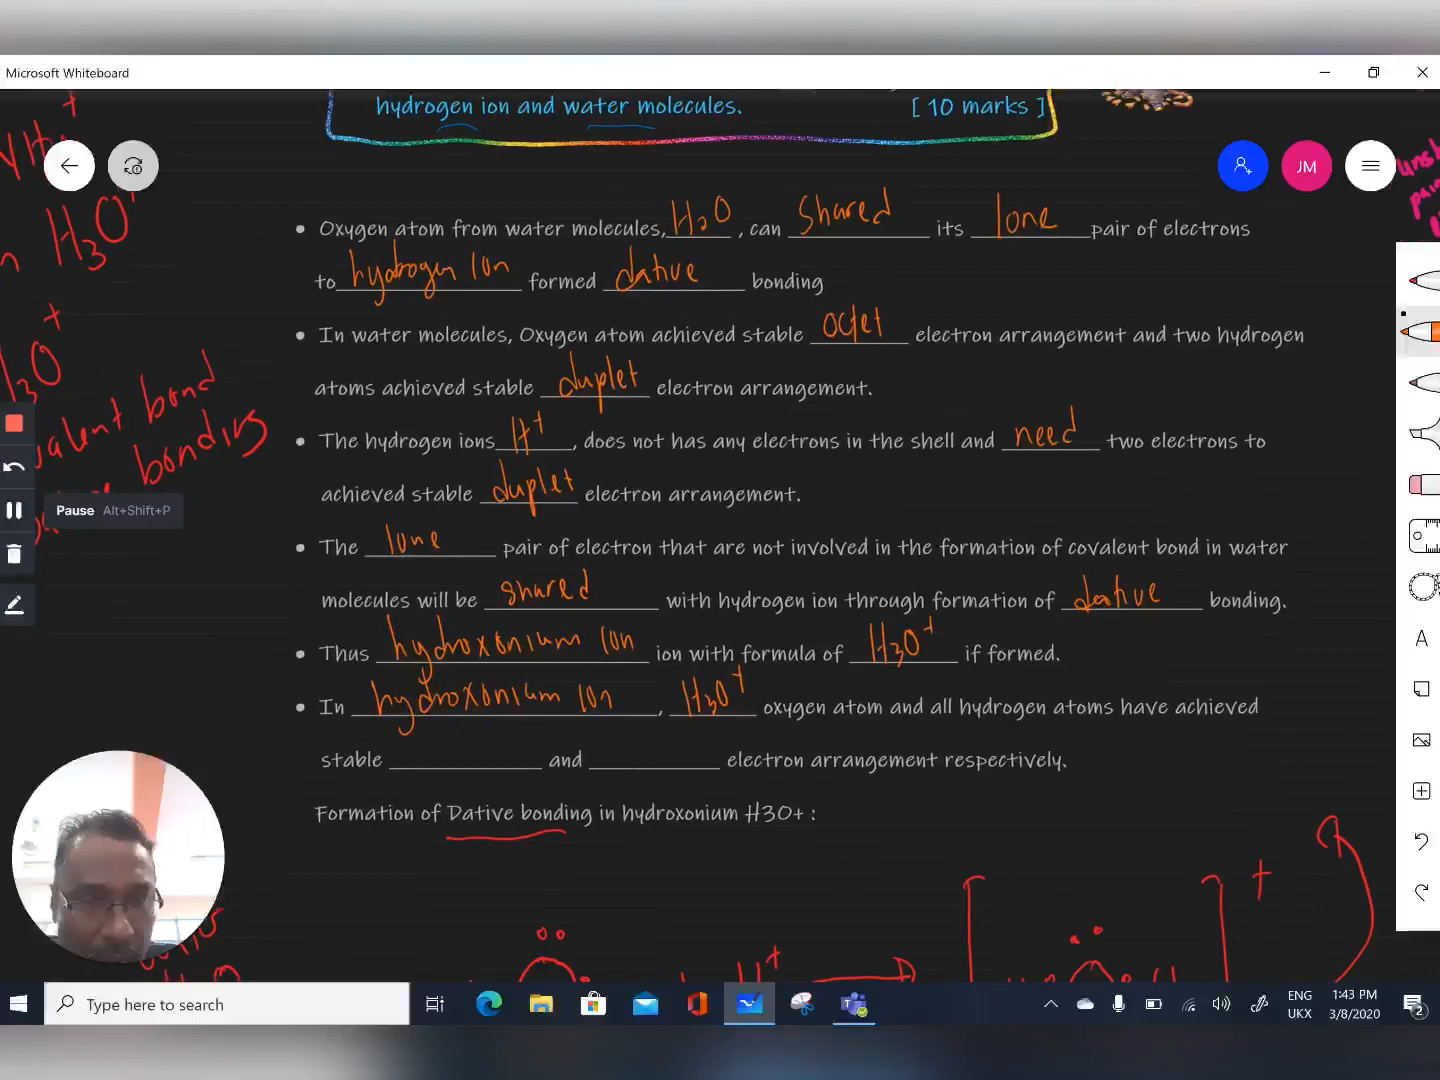 Microsoft Whiteboard
hydrogen ion and water molecules. [ 10 marks ]
JM
H3O+
Oxygen atom from water molecules, H2O , can shared its lone pair of electrons
to hydrogen ion formed dative bonding
In water molecules, Oxygen atom achieved stable octet electron arrangement and two hydrogen
atoms achieved stable duplet electron arrangement.
The hydrogen ions H+ , does not has any electrons in the shell and need two electrons to
achieved stable duplet electron arrangement.
The lone pair of electron that are not involved in the formation of covalent bond in water
molecules will be shared with hydrogen ion through formation of dative bonding.
Thus hydroxonium ion ion with formula of H3O+ if formed.
In hydroxonium ion , H3O+ oxygen atom and all hydrogen atoms have achieved
stable ____ and ____ electron arrangement respectively.
Formation of Dative bonding in hydroxonium H3O+ :
bond
bonding
Pause Alt+Shift+P
H+
+
A
Type here to search
ENG
UKX
1:43 PM
3/8/2020
2